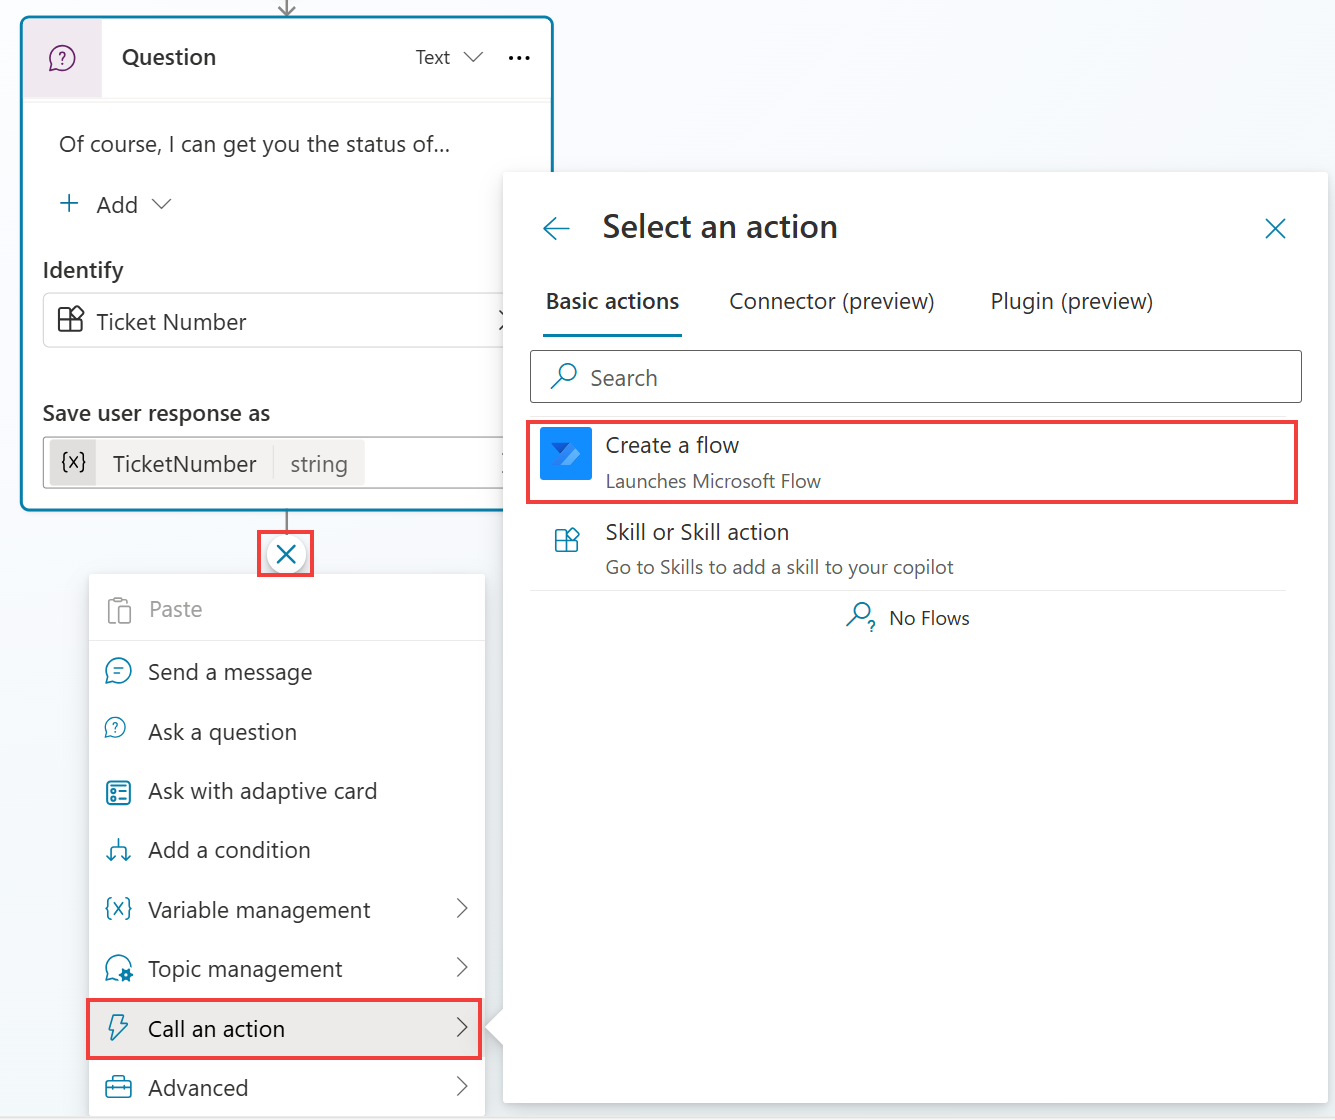 Question
Text
Of course, I can get you the status of...
Add
Identify
Ticket Number
Save user response as
{x} TicketNumber string
Paste
Send a message
Ask a question
Ask with adaptive card
Add a condition
Variable management
Topic management
Call an action
Advanced
Select an action
Basic actions Connector (preview) Plugin (preview)
Search
Create a flow
Launches Microsoft Flow
Skill or Skill action
Go to Skills to add a skill to your copilot
No Flows